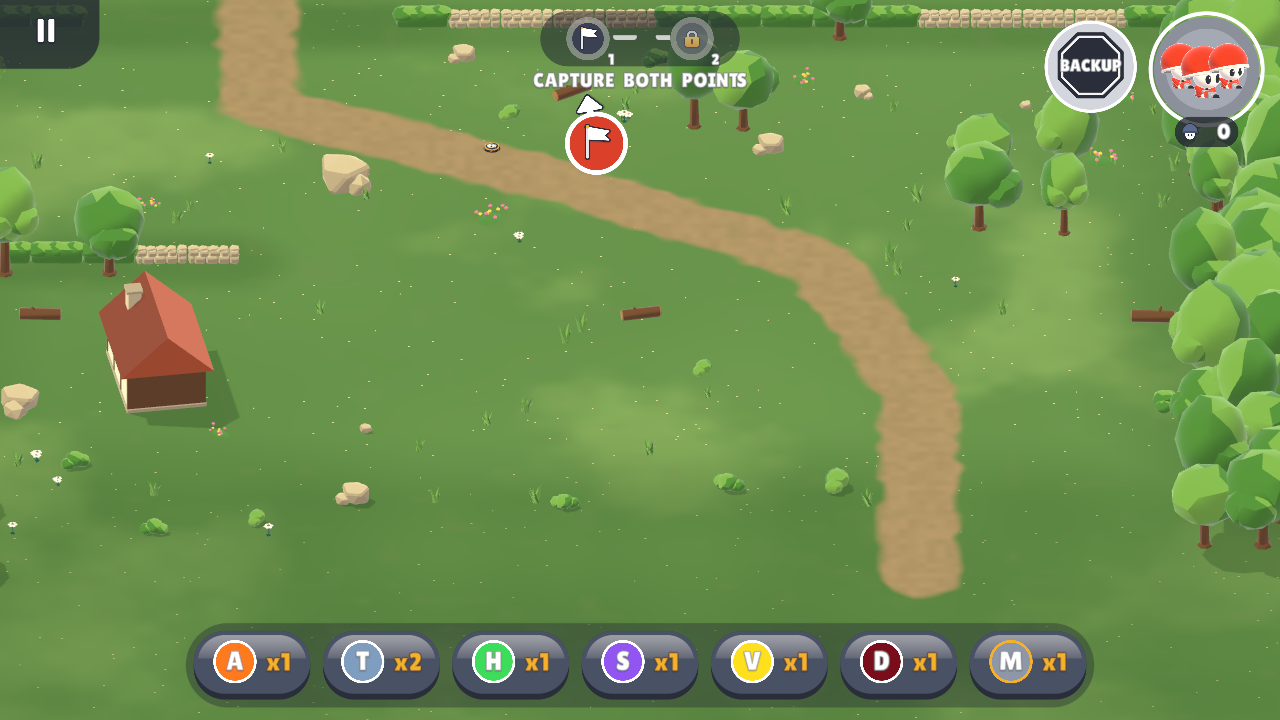 1 2
CAPTURE BOTH POINTS
BACKUP
0
A x1 T x2 H x1 S x1 V x1 D x1 M x1